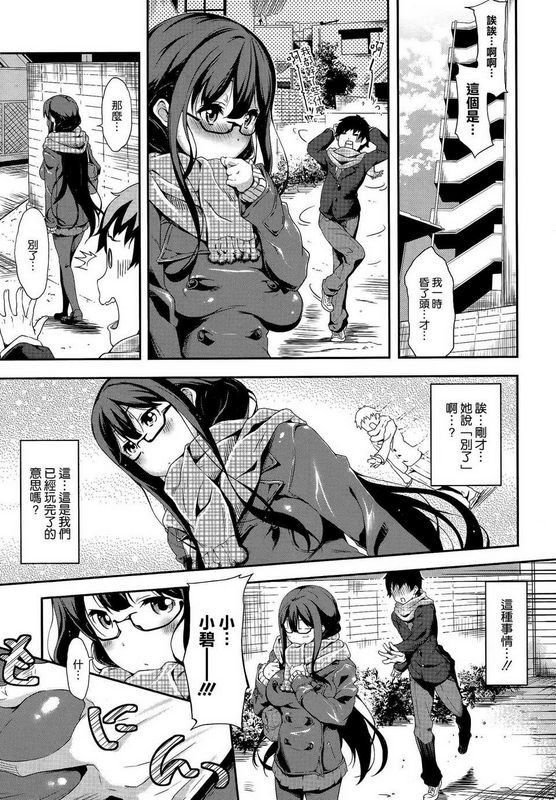 誒…啊啊…
這個是…
我一時
昏了頭…才…
那麼…
別了…
誒…剛才…
她說「別了」
啊…?
這…這是我們
已經玩完了的
意思嗎?
這種事情…!!
小…
小碧——!!!
什…